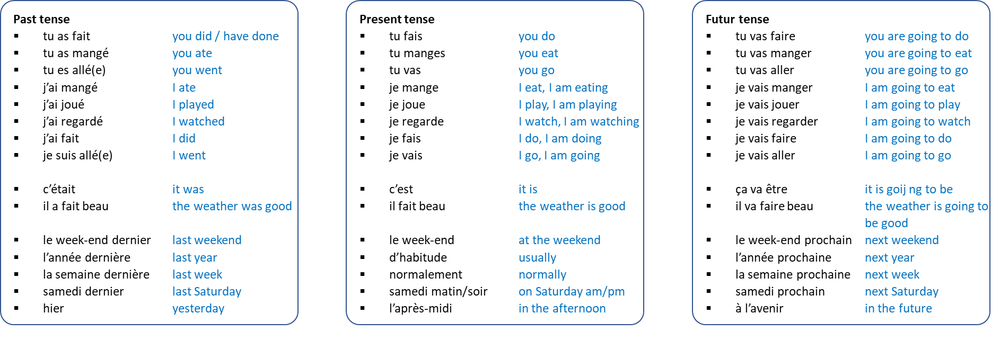 Past tense
▪ tu as fait you did / have done
▪ tu as mangé you ate
▪ tu es allé(e) you went
▪ j’ai mangé I ate
▪ j’ai joué I played
▪ j’ai regardé I watched
▪ j’ai fait I did
▪ je suis allé(e) I went
▪ c’était it was
▪ il a fait beau the weather was good
▪ le week-end dernier last weekend
▪ l’année dernière last year
▪ la semaine dernière last week
▪ samedi dernier last Saturday
▪ hier yesterday
Present tense
▪ tu fais you do
▪ tu manges you eat
▪ tu vas you go
▪ je mange I eat, I am eating
▪ je joue I play, I am playing
▪ je regarde I watch, I am watching
▪ je fais I do, I am doing
▪ je vais I go, I am going
▪ c’est it is
▪ il fait beau the weather is good
▪ le week-end at the weekend
▪ d’habitude usually
▪ normalement normally
▪ samedi matin/soir on Saturday am/pm
▪ l’après-midi in the afternoon
Futur tense
▪ tu vas faire you are going to do
▪ tu vas manger you are going to eat
▪ tu vas aller you are going to go
▪ je vais manger I am going to eat
▪ je vais jouer I am going to play
▪ je vais regarder I am going to watch
▪ je vais faire I am going to do
▪ je vais aller I am going to go
▪ ça va être it is goij ng to be
▪ il va faire beau the weather is going to
be good
▪ le week-end prochain next weekend
▪ l’année prochaine next year
▪ la semaine prochaine next week
▪ samedi prochain next Saturday
▪ à l’avenir in the future